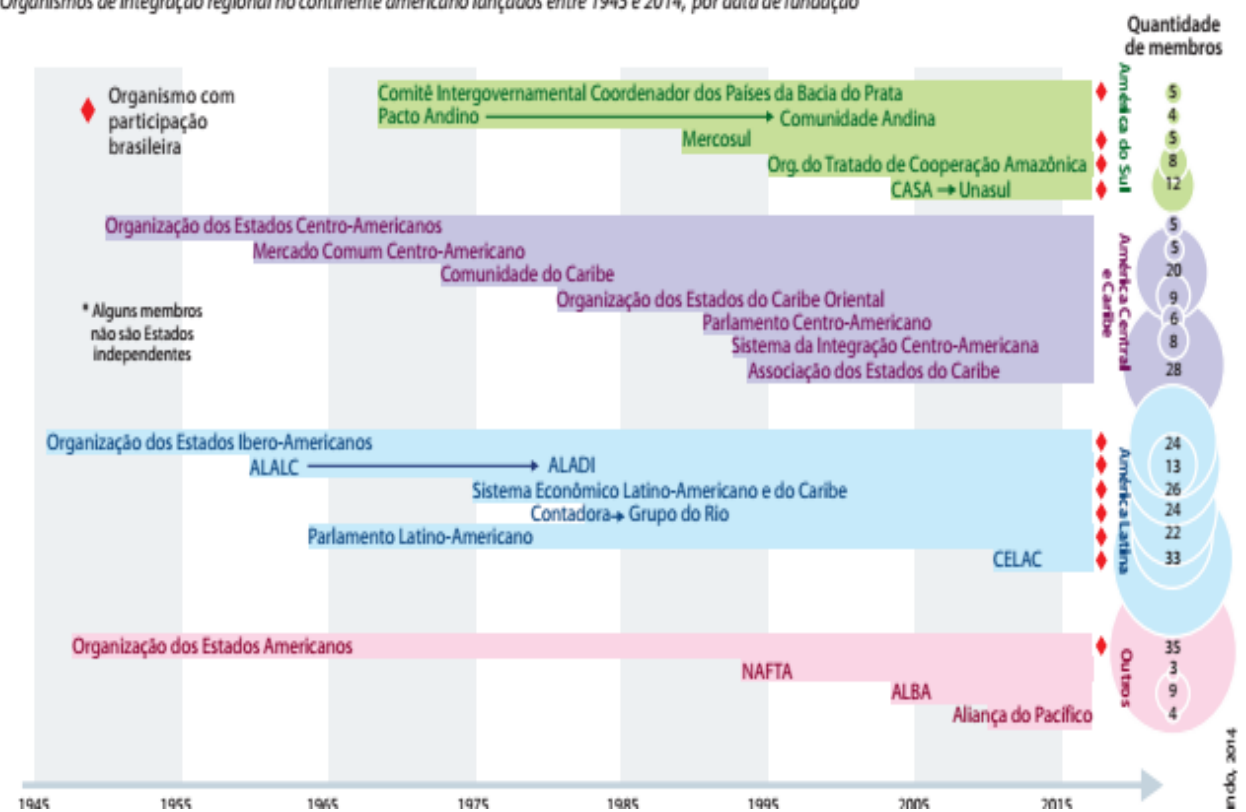 Organismos de integração regional no continente americano lançados entre 1945 e 2014, por data de fundação
Quantidade
de membros
Organismo com
participação
brasileira
Comitê Intergovernamental Coordenador dos Países da Bacia do Prata
5
Pacto Andino → Comunidade Andina
4
Mercosul
5
Org. do Tratado de Cooperação Amazônica
8
CASA → Unasul
12
América do Sul
Organização dos Estados Centro-Americanos
5
Mercado Comum Centro-Americano
5
Comunidade do Caribe
20
Organização dos Estados do Caribe Oriental
9
Parlamento Centro-Americano
6
Sistema da Integração Centro-Americana
8
Associação dos Estados do Caribe
28
América Central
e Caribe
* Alguns membros
não são Estados
independentes
Organização dos Estados Ibero-Americanos
24
ALALC → ALADI
13
Sistema Econômico Latino-Americano e do Caribe
26
Contadora → Grupo do Rio
24
Parlamento Latino-Americano
22
CELAC
33
América Latina
Organização dos Estados Americanos
35
NAFTA
3
ALBA
9
Aliança do Pacífico
4
Outros
2014
1945 1955 1965 1975 1985 1995 2005 2015